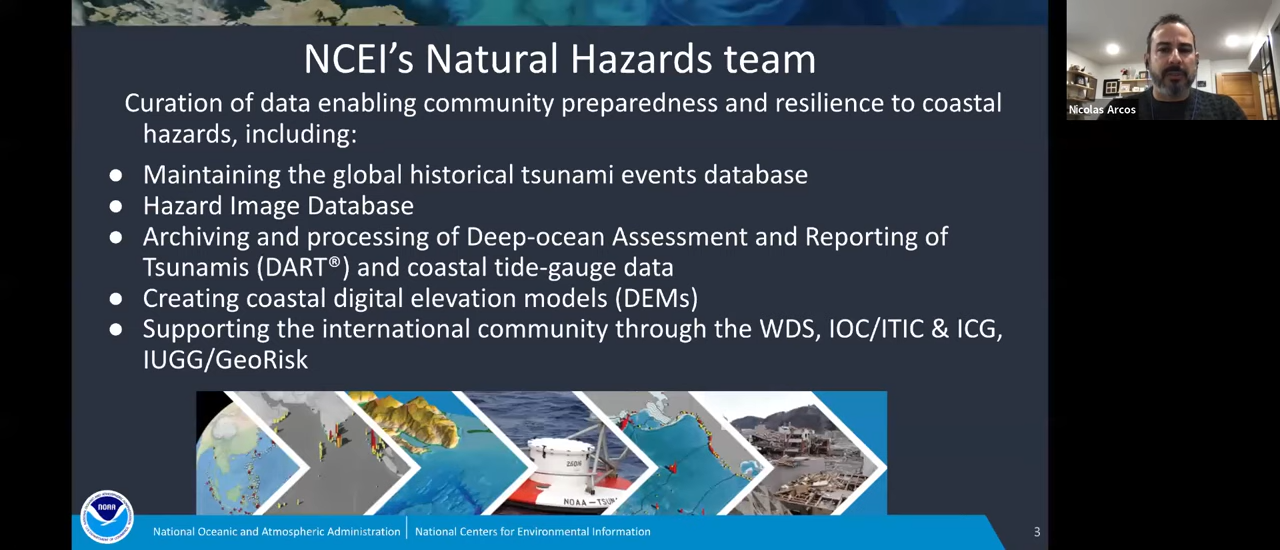 NCEI's Natural Hazards team
Curation of data enabling community preparedness and resilience to coastal
hazards, including:
● Maintaining the global historical tsunami events database
● Hazard Image Database
● Archiving and processing of Deep-ocean Assessment and Reporting of
Tsunamis (DART®) and coastal tide-gauge data
● Creating coastal digital elevation models (DEMs)
● Supporting the international community through the WDS, IOC/ITIC & ICG,
IUGG/GeoRisk
Nicolas Arcos
NOAA
National Oceanic and Atmospheric Administration | National Centers for Environmental Information
3